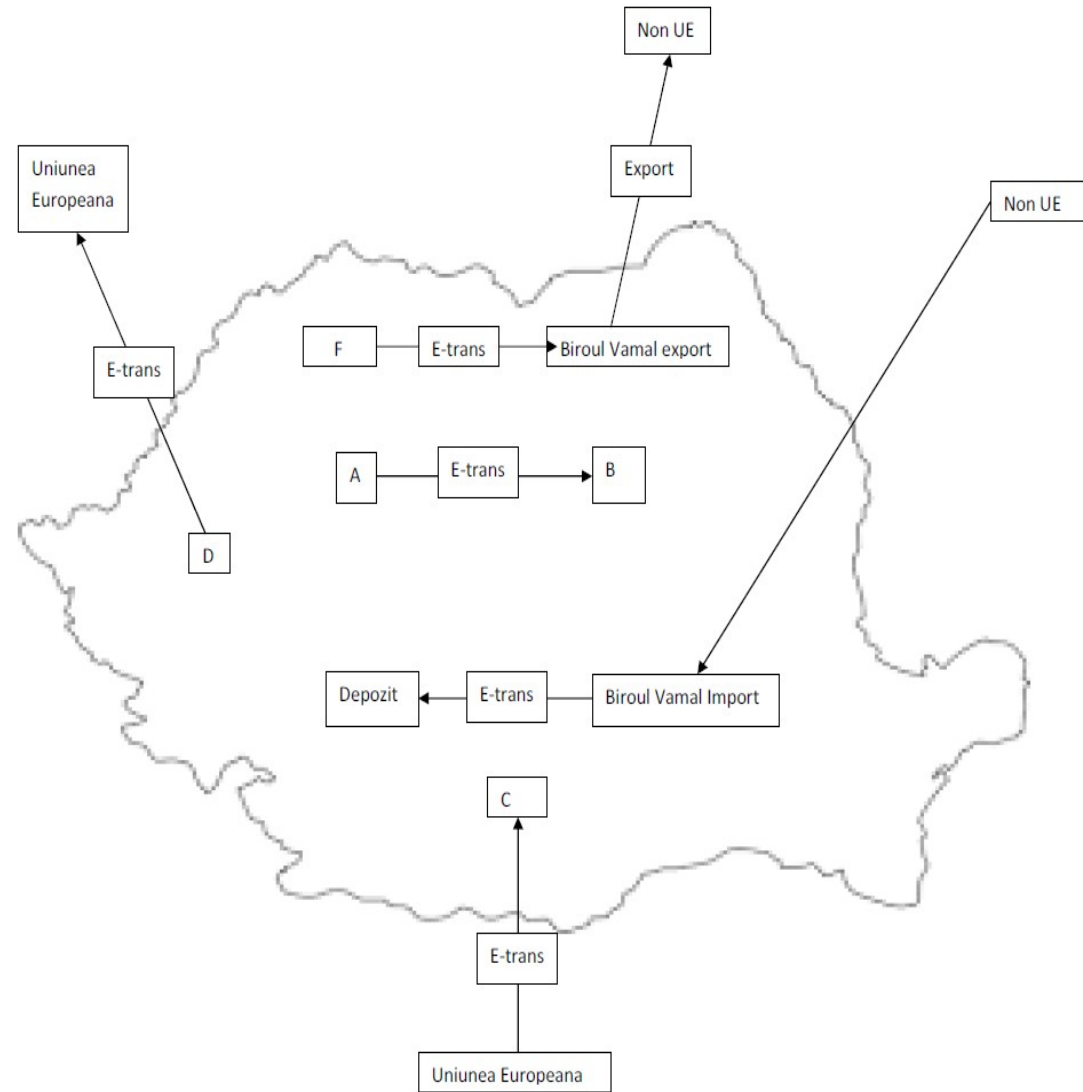 Non UE
Uniunea
Europeana
Export
Non UE
F
E-trans
Biroul Vamal export
E-trans
A
E-trans
B
D
Depozit
E-trans
Biroul Vamal Import
C
E-trans
Uniunea Europeana